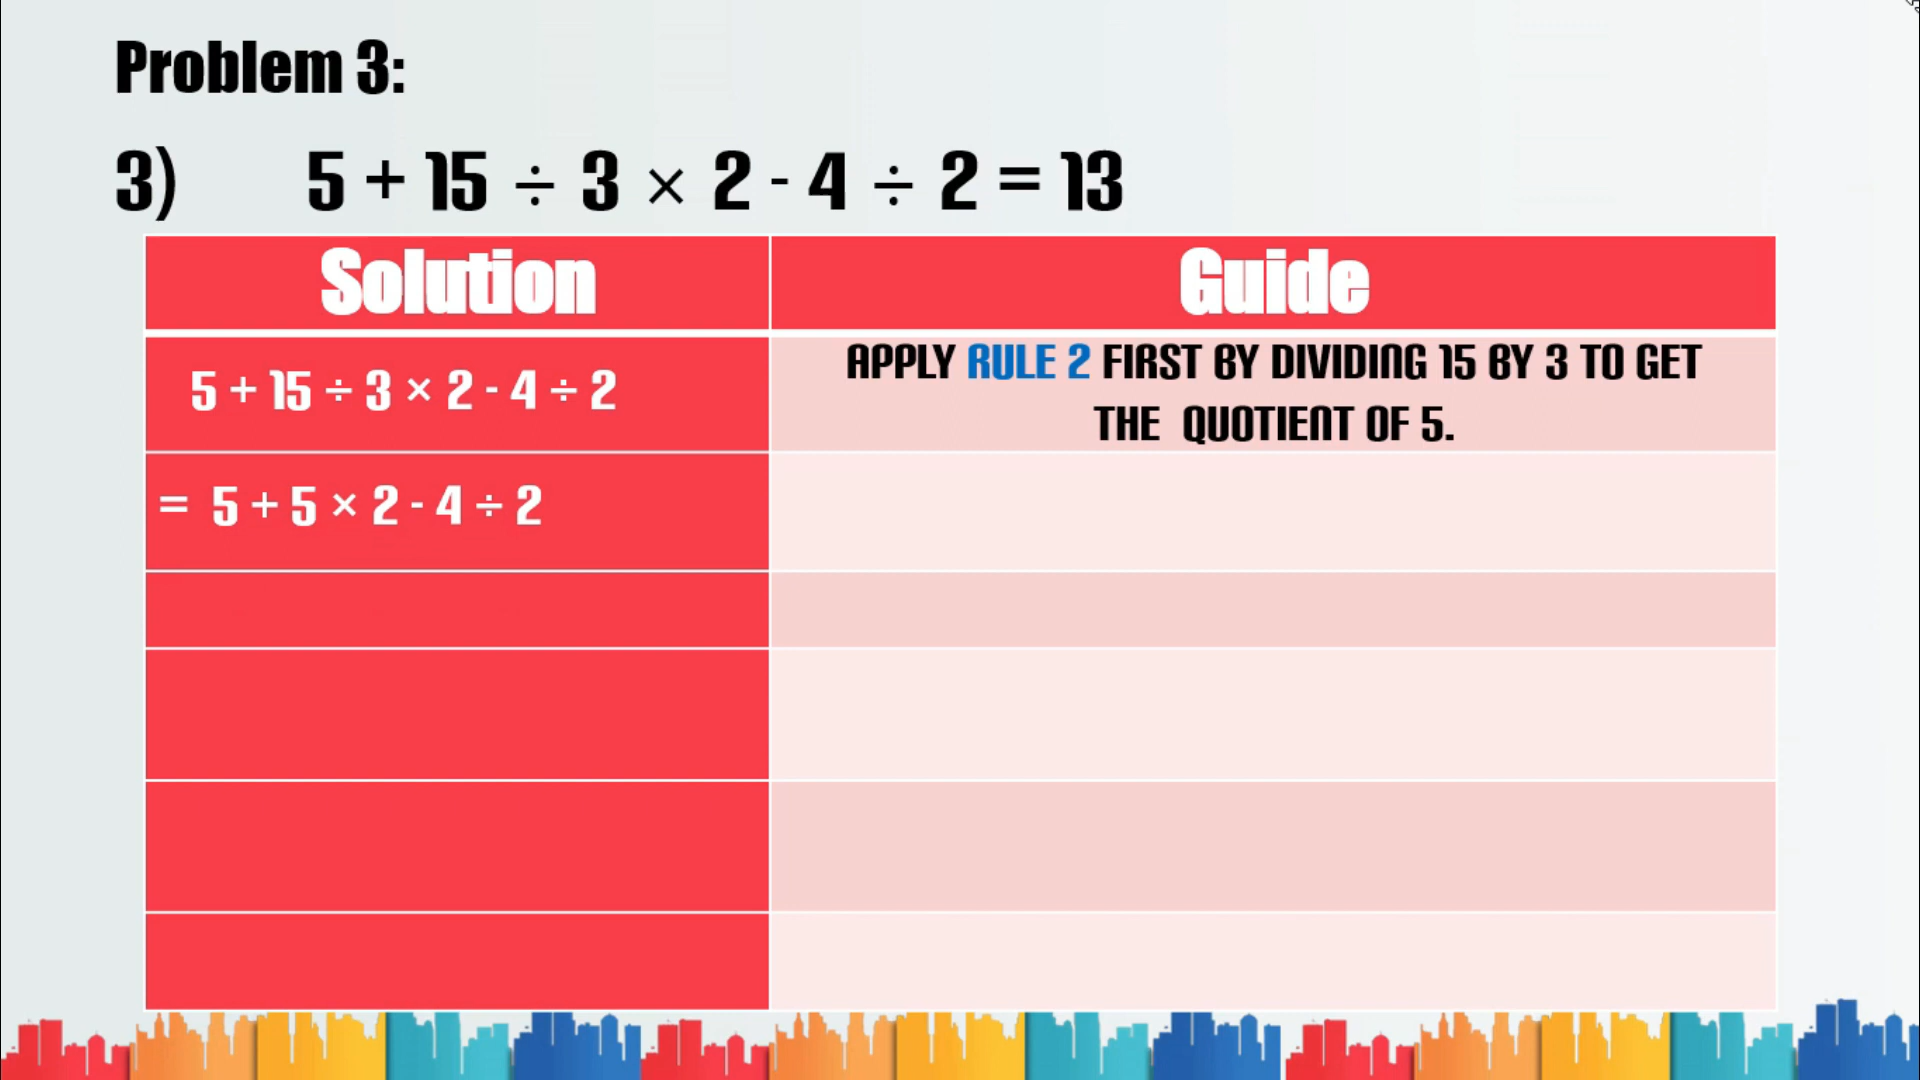 Problem 3:
3) 5 + 15 ÷ 3 × 2 - 4 ÷ 2 = 13
Solution
Guide
5 + 15 ÷ 3 × 2 - 4 ÷ 2
APPLY RULE 2 FIRST BY DIVIDING 15 BY 3 TO GET
THE QUOTIENT OF 5.
= 5 + 5 × 2 - 4 ÷ 2